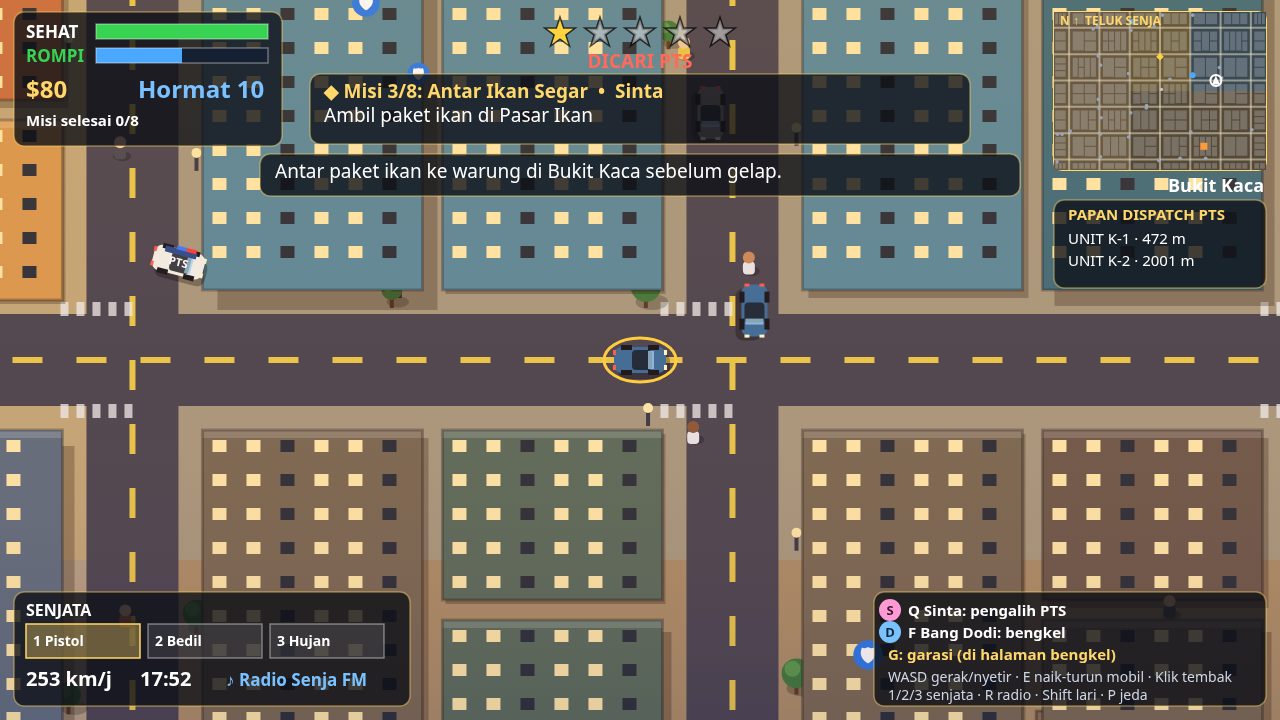 SEHAT
ROMPI
$80 Hormat 10
Misi selesai 0/8
DICARI PTS
◆ Misi 3/8: Antar Ikan Segar • Sinta
Ambil paket ikan di Pasar Ikan
Antar paket ikan ke warung di Bukit Kaca sebelum gelap.
N ↑ TELUK SENJA
Bukit Kaca
PAPAN DISPATCH PTS
UNIT K-1 · 472 m
UNIT K-2 · 2001 m
PTS
SENJATA
1 Pistol 2 Bedil 3 Hujan
253 km/j 17:52 ♪ Radio Senja FM
S Q Sinta: pengalih PTS
D F Bang Dodi: bengkel
G: garasi (di halaman bengkel)
WASD gerak/nyetir · E naik-turun mobil · Klik tembak
1/2/3 senjata · R radio · Shift lari · P jeda